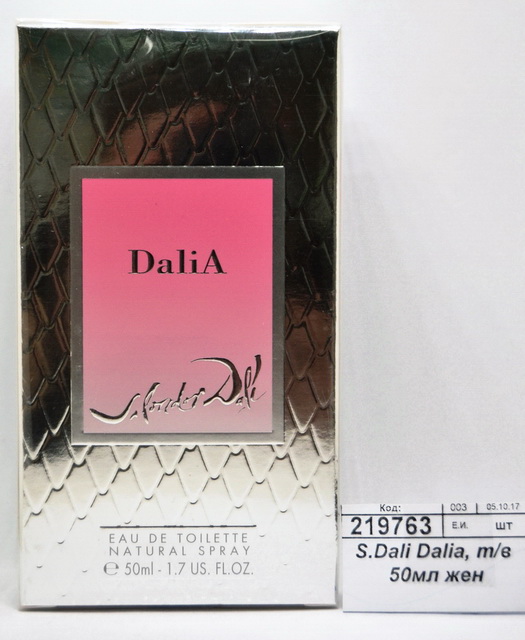 DaliA
Salvador Dalí
EAU DE TOILETTE
NATURAL SPRAY
℮ 50ml - 1.7 US. FL.OZ.
Код: 003 05.10.17
219763 Е.И. шт
S.Dali Dalia, т/в
50мл жен